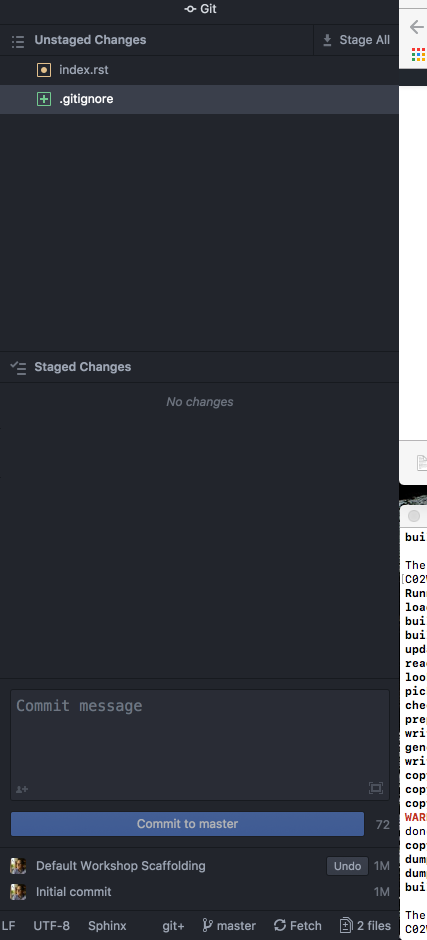 Git
Unstaged Changes
Stage All
index.rst
.gitignore
Staged Changes
No changes
Commit message
Commit to master
72
Default Workshop Scaffolding
Undo
1M
Initial commit
1M
LF
UTF-8
Sphinx
git+
master
Fetch
2 files
bui
The
C02
Run
loa
bui
bui
upd
rea
loo
pic
che
pre
wri
gen
wri
cop
cop
cop
WAR
don
cop
dum
dum
bui
The
C02